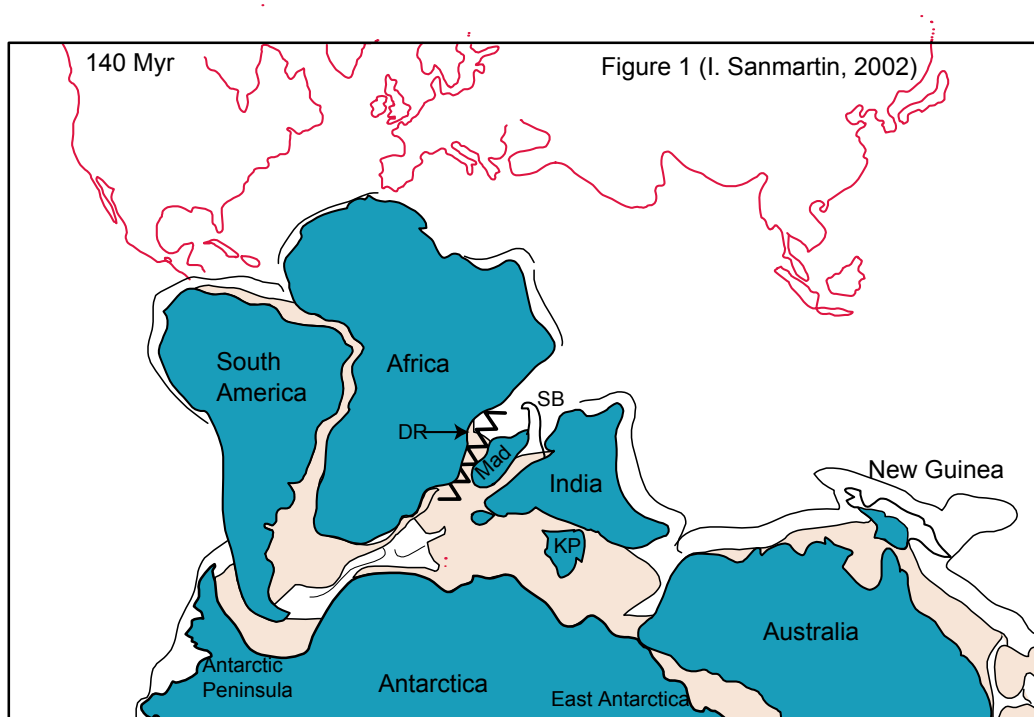 140 Myr
Figure 1 (I. Sanmartin, 2002)
South
America
Africa
SB
DR
Mad
India
New Guinea
KP
Australia
Antarctic
Peninsula
Antarctica
East Antarctica